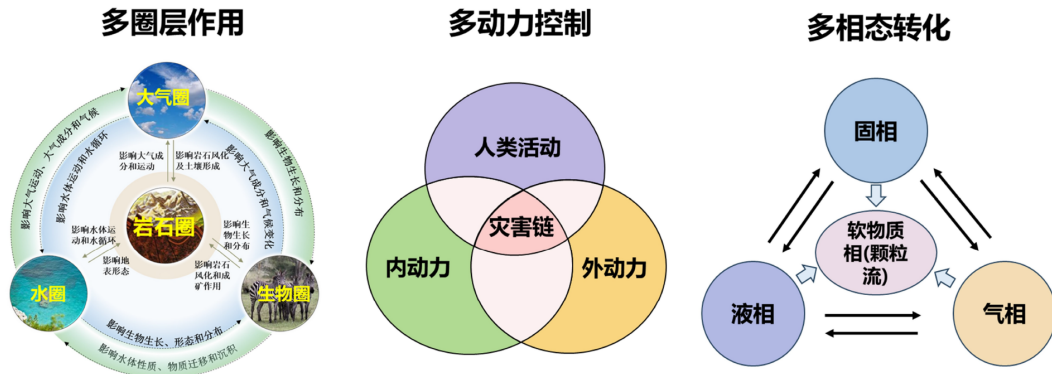 多圈层作用
多动力控制
多相态转化
大气圈
影响大气运动、大气成分和气候
影响水体运动和水循环
影响生物生长和分布
影响大气成分和气候变化
影响大气成
分和运动
影响岩石风化
及土壤形成
岩石圈
影响水体运
动和水循环
影响地
表形态
影响生
物生长
和分布
影响岩石
风化和成
矿作用
水圈
生物圈
影响生物生长、形态和分布
影响水体性质、物质迁移和沉积
人类活动
灾害链
内动力
外动力
固相
软物质
相(颗粒
流)
液相
气相